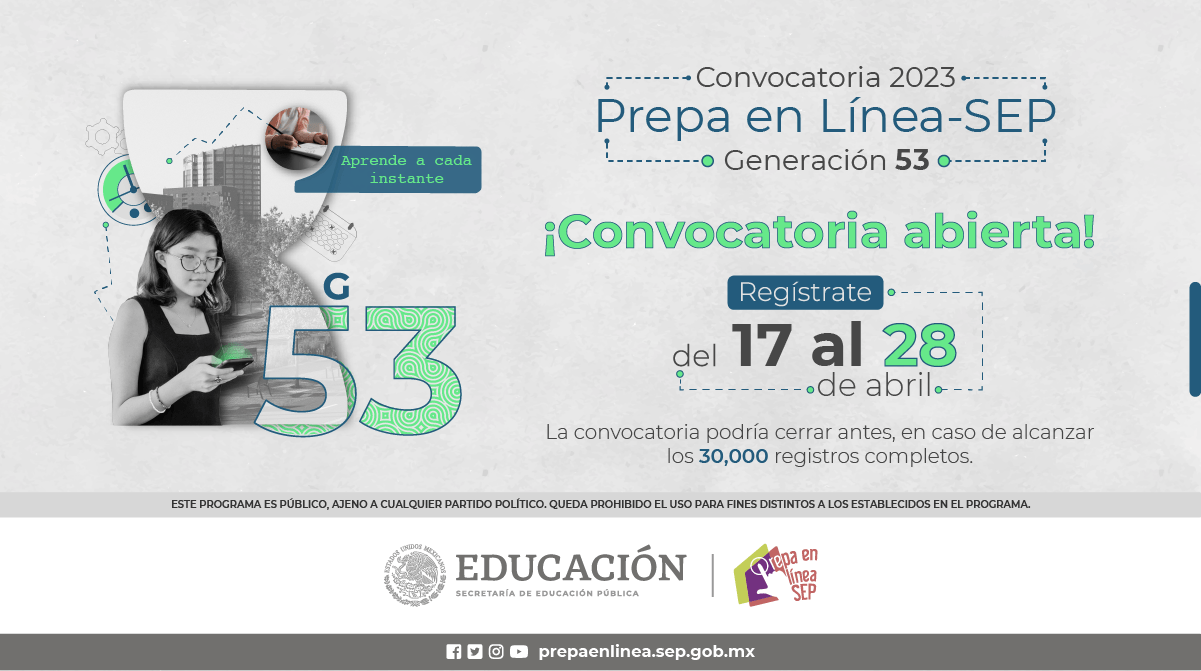 Convocatoria 2023
Prepa en Línea-SEP
Generación 53
Aprende a cada
instante
¡Convocatoria abierta!
G
53
Regístrate
del 17 al 28
de abril
La convocatoria podría cerrar antes, en caso de alcanzar
los 30,000 registros completos.
ESTE PROGRAMA ES PÚBLICO, AJENO A CUALQUIER PARTIDO POLÍTICO. QUEDA PROHIBIDO EL USO PARA FINES DISTINTOS A LOS ESTABLECIDOS EN EL PROGRAMA.
ESTADOS UNIDOS MEXICANOS
EDUCACIÓN
SECRETARÍA DE EDUCACIÓN PÚBLICA
Prepa en
línea
SEP
prepaenlinea.sep.gob.mx